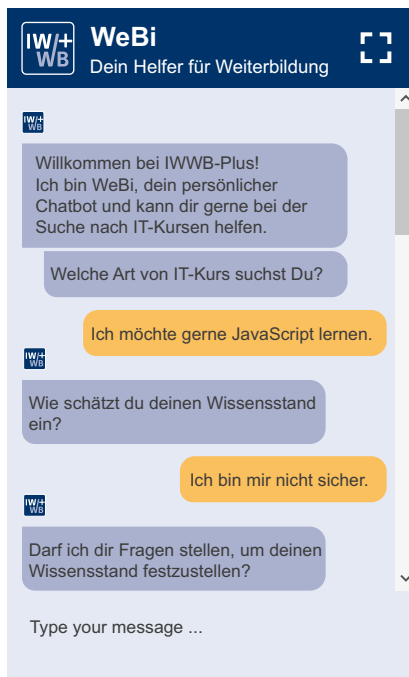 IW/+
WB
WeBi
Dein Helfer für Weiterbildung
IW/+
WB
Willkommen bei IWWB-Plus!
Ich bin WeBi, dein persönlicher
Chatbot und kann dir gerne bei der
Suche nach IT-Kursen helfen.
Welche Art von IT-Kurs suchst Du?
Ich möchte gerne JavaScript lernen.
IW/+
WB
Wie schätzt du deinen Wissensstand
ein?
Ich bin mir nicht sicher.
IW/+
WB
Darf ich dir Fragen stellen, um deinen
Wissensstand festzustellen?
Type your message ...